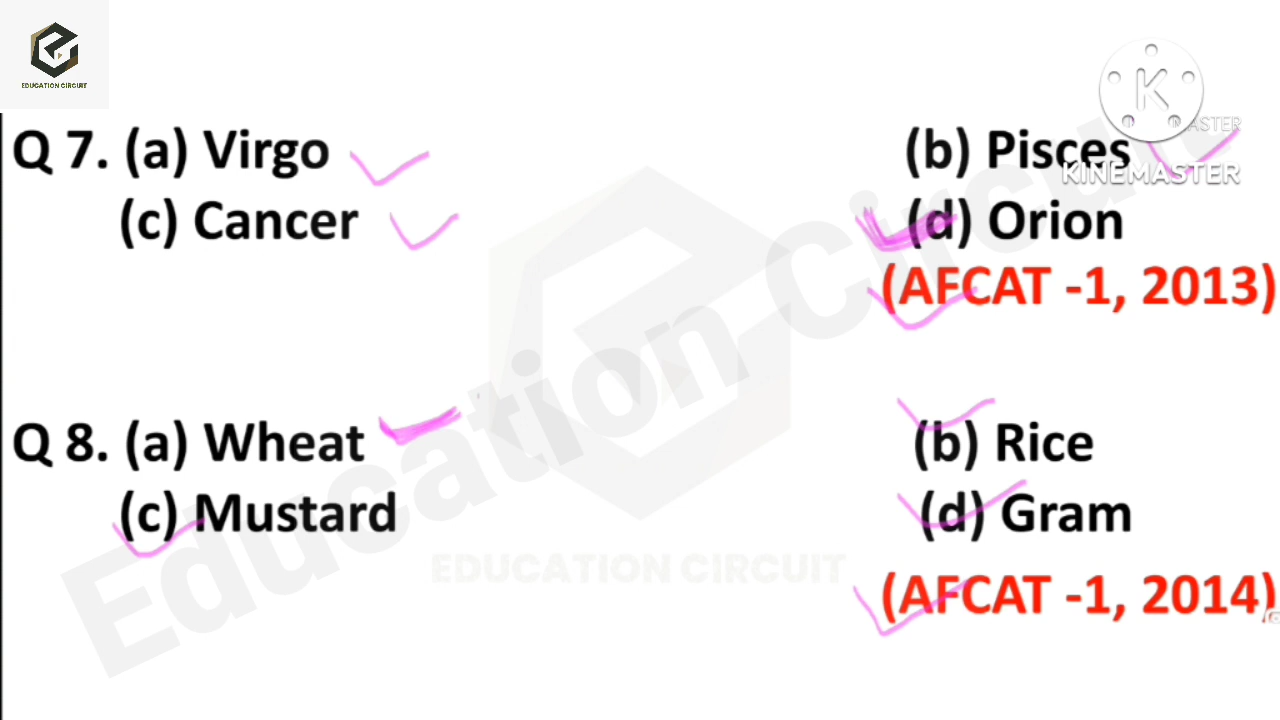 EDUCATION CIRCUIT
Q 7. (a) Virgo (b) Pisces
KINEMASTER
(c) Cancer (d) Orion
(AFCAT -1, 2013)
Education Circuit
Q 8. (a) Wheat (b) Rice
(c) Mustard (d) Gram
EDUCATION CIRCUIT
(AFCAT -1, 2014)